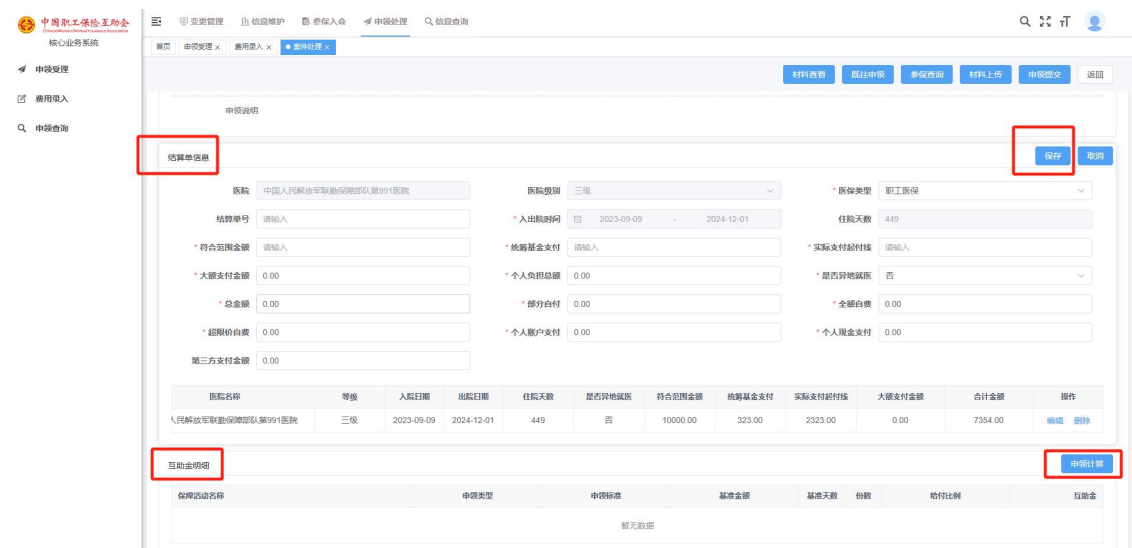 中国职工保险互助会
核心业务系统
变更管理 信息维护 参保入会 申领处理 信息查询
首页 申领受理 × 费用录入 × 案件处理 ×
申领受理
费用录入
申领查询
材料查看 既往申领 参保查询 材料上传 申领提交 返回
申领说明
结算单信息 保存 取消
医院 中国人民解放军联勤保障部队第991医院 医院级别 三级 * 医保类型 职工医保
结算单号 请输入 * 入出院时间 2023-09-09 - 2024-12-01 住院天数 449
* 符合范围金额 请输入 * 统筹基金支付 请输入 * 实际支付起付线 请输入
* 大额支付金额 0.00 * 个人负担总额 0.00 * 是否异地就医 否
* 总金额 0.00 * 部分自付 0.00 * 全额自费 0.00
* 超限价自费 0.00 * 个人账户支付 0.00 * 个人现金支付 0.00
第三方支付金额 0.00
医院名称 等级 入院日期 出院日期 住院天数 是否异地就医 符合范围金额 统筹基金支付 实际支付起付线 大额支付金额 合计金额 操作
人民解放军联勤保障部队第991医院 三级 2023-09-09 2024-12-01 449 否 10000.00 323.00 2323.00 0.00 7354.00 编辑 删除
互助金明细 申领计算
保障活动名称 申领类型 申领标准 基准金额 基准天数 份数 给付比例 互助金
暂无数据